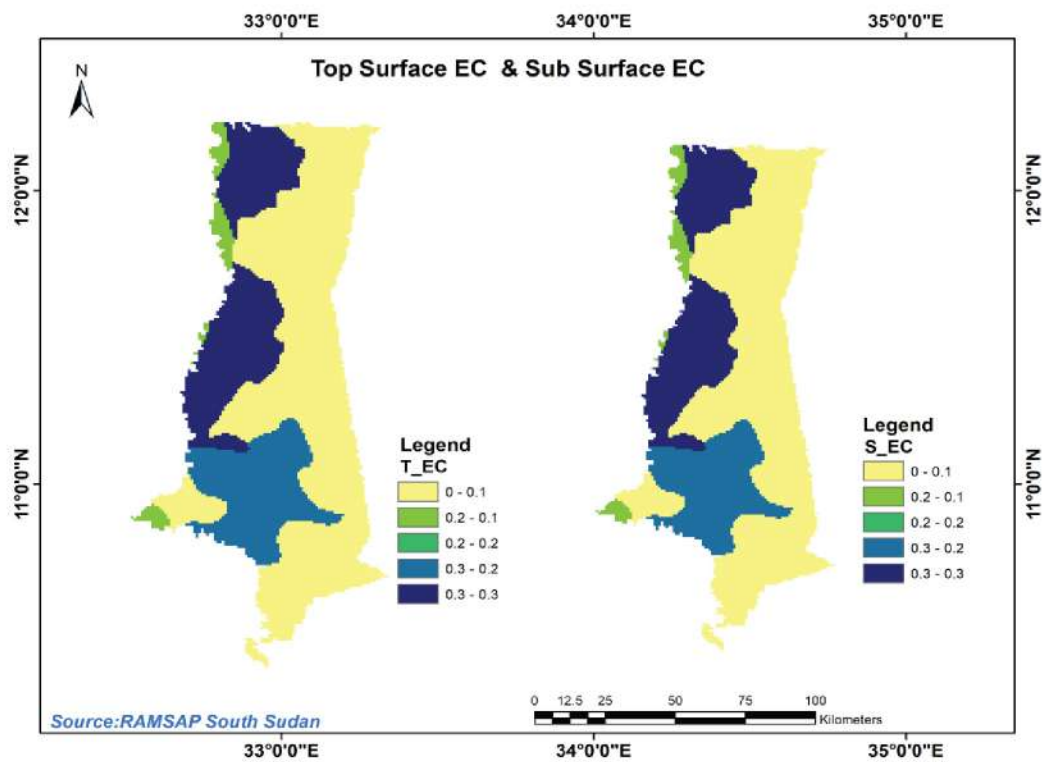 33°0'0"E 34°0'0"E 35°0'0"E
Top Surface EC & Sub Surface EC
N
12°0'0"N 12°0'0"N
11°0'0"N 11°0'0"N
Legend
T_EC
0 - 0.1
0.2 - 0.1
0.2 - 0.2
0.3 - 0.2
0.3 - 0.3
Legend
S_EC
0 - 0.1
0.2 - 0.1
0.2 - 0.2
0.3 - 0.2
0.3 - 0.3
0 12.5 25 50 75 100
Kilometers
Source:RAMSAP South Sudan
33°0'0"E 34°0'0"E 35°0'0"E